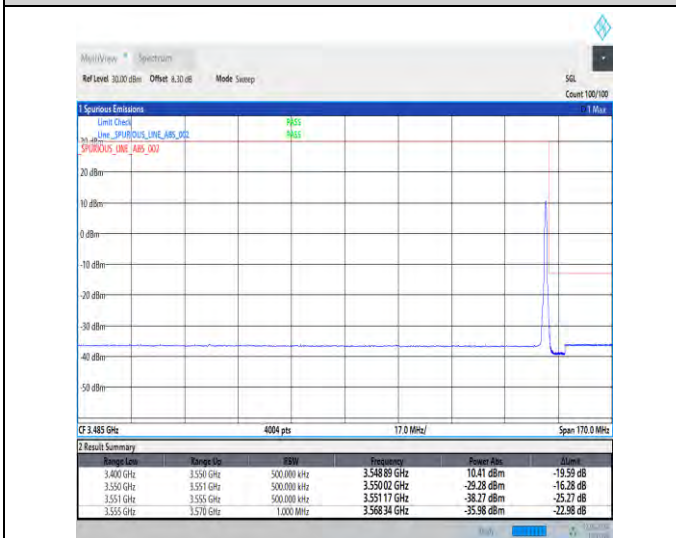 MultiView Spectrum
Ref Level 30.00 dBm Offset 8.30 dB Mode Sweep SGL
Count 100/100
1 Spurious Emissions 1 Max
Limit Check PASS
Line _SPURIOUS_LINE_ABS_002 PASS
_SPURIOUS_LINE_ABS_002
20 dBm
10 dBm
0 dBm
-10 dBm
-20 dBm
-30 dBm
-40 dBm
-50 dBm
CF 3.485 GHz 4004 pts 17.0 MHz/ Span 170.0 MHz
2 Result Summary
Range Low Range Up RBW Frequency Power Abs ΔLimit
3.400 GHz 3.550 GHz 500.000 kHz 3.548 89 GHz 10.41 dBm -19.59 dB
3.550 GHz 3.551 GHz 500.000 kHz 3.550 02 GHz -29.28 dBm -16.28 dB
3.551 GHz 3.555 GHz 500.000 kHz 3.551 17 GHz -38.27 dBm -25.27 dB
3.555 GHz 3.570 GHz 1.000 MHz 3.568 34 GHz -35.98 dBm -22.98 dB